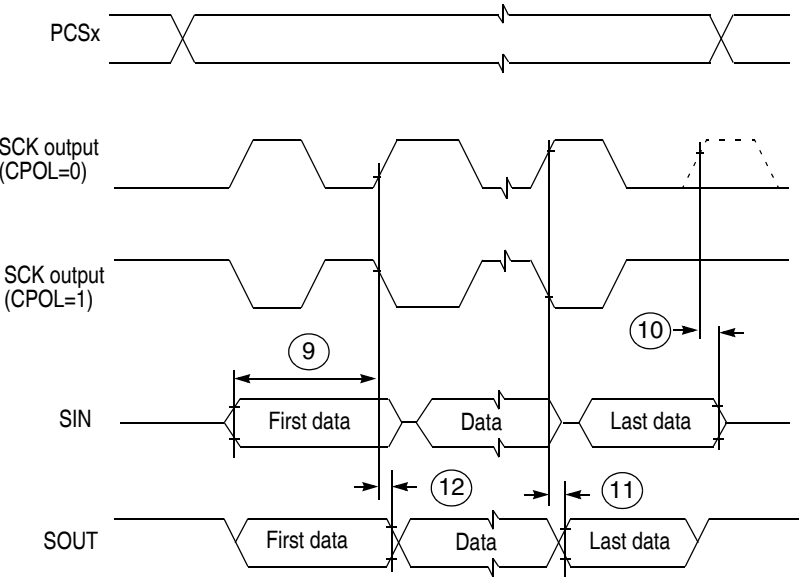 PCSx
SCK output
(CPOL=0)
SCK output
(CPOL=1)
10
9
SIN
First data
Data
Last data
12
11
SOUT
First data
Data
Last data